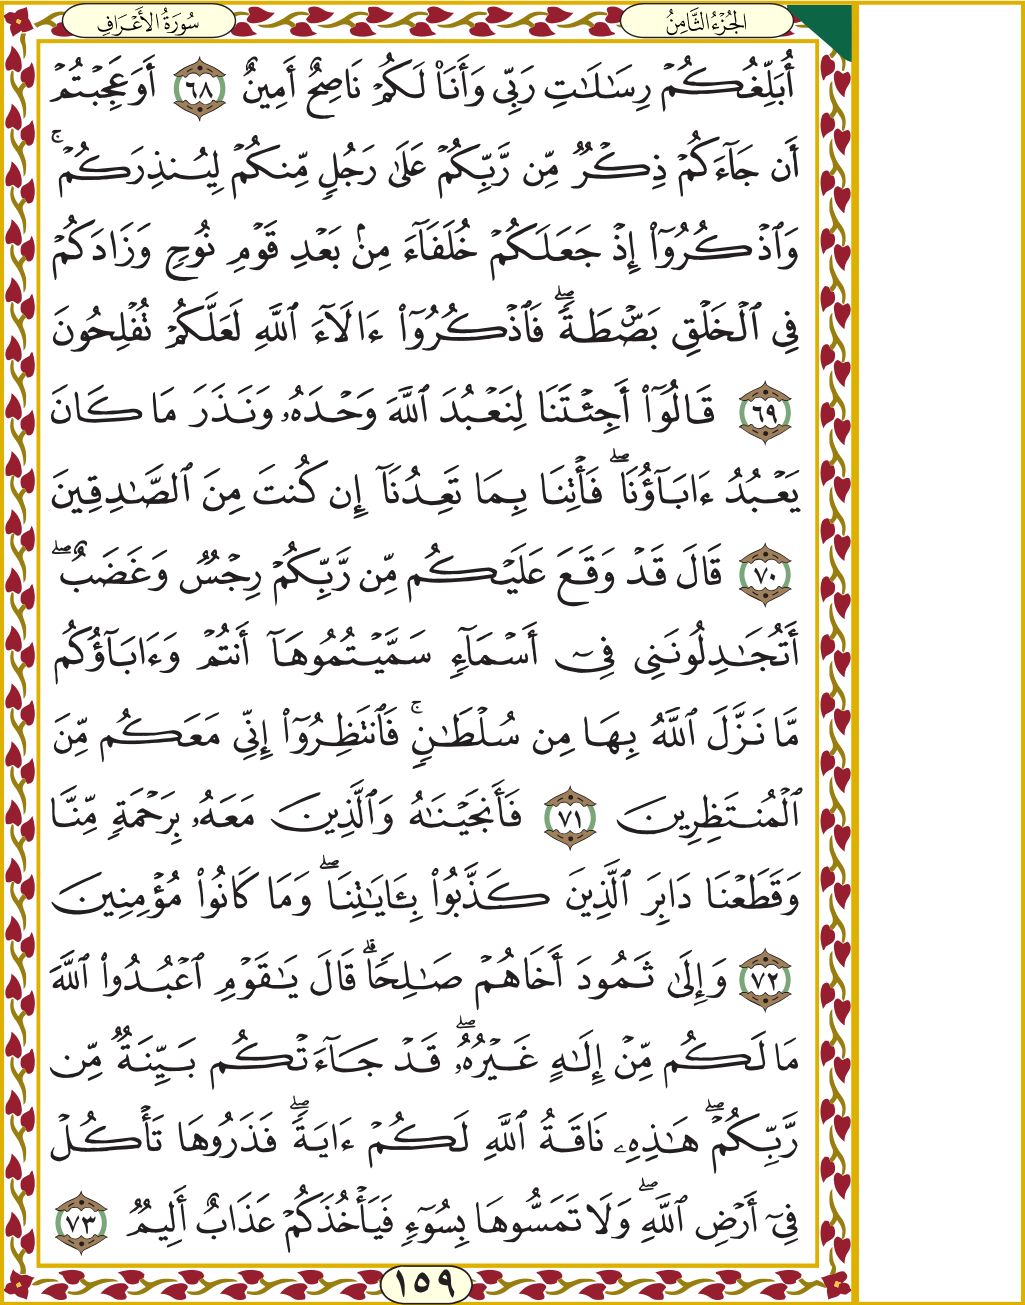 الجُزْءُ الثَّامِنُ
سُورَةُ الأَعْرَافِ
أُبَلِّغُكُمْ رِسَٰلَٰتِ رَبِّى وَأَنَا۠ لَكُمْ نَاصِحٌ أَمِينٌ ٦٨ أَوَعَجِبْتُمْ
أَن جَآءَكُمْ ذِكْرٌ مِّن رَّبِّكُمْ عَلَىٰ رَجُلٍ مِّنكُمْ لِيُنذِرَكُمْ ۚ
وَٱذْكُرُوٓا۟ إِذْ جَعَلَكُمْ خُلَفَآءَ مِنۢ بَعْدِ قَوْمِ نُوحٍ وَزَادَكُمْ
فِى ٱلْخَلْقِ بَصْۜطَةً ۖ فَٱذْكُرُوٓا۟ ءَالَآءَ ٱللَّهِ لَعَلَّكُمْ تُفْلِحُونَ
٦٩ قَالُوٓا۟ أَجِئْتَنَا لِنَعْبُدَ ٱللَّهَ وَحْدَهُۥ وَنَذَرَ مَا كَانَ
يَعْبُدُ ءَابَآؤُنَا ۖ فَأْتِنَا بِمَا تَعِدُنَآ إِن كُنتَ مِنَ ٱلصَّٰدِقِينَ
٧٠ قَالَ قَدْ وَقَعَ عَلَيْكُم مِّن رَّبِّكُمْ رِجْسٌ وَغَضَبٌ ۖ
أَتُجَٰدِلُونَنِى فِىٓ أَسْمَآءٍ سَمَّيْتُمُوهَآ أَنتُمْ وَءَابَآؤُكُم
مَّا نَزَّلَ ٱللَّهُ بِهَا مِن سُلْطَٰنٍ ۚ فَٱنتَظِرُوٓا۟ إِنِّى مَعَكُم مِّنَ
ٱلْمُنتَظِرِينَ ٧١ فَأَنجَيْنَٰهُ وَٱلَّذِينَ مَعَهُۥ بِرَحْمَةٍ مِّنَّا
وَقَطَعْنَا دَابِرَ ٱلَّذِينَ كَذَّبُوا۟ بِـَٔايَٰتِنَا ۖ وَمَا كَانُوا۟ مُؤْمِنِينَ
٧٢ وَإِلَىٰ ثَمُودَ أَخَاهُمْ صَٰلِحًا ۗ قَالَ يَٰقَوْمِ ٱعْبُدُوا۟ ٱللَّهَ
مَا لَكُم مِّنْ إِلَٰهٍ غَيْرُهُۥ ۖ قَدْ جَآءَتْكُم بَيِّنَةٌ مِّن
رَّبِّكُمْ ۖ هَٰذِهِۦ نَاقَةُ ٱللَّهِ لَكُمْ ءَايَةً ۖ فَذَرُوهَا تَأْكُلْ
فِىٓ أَرْضِ ٱللَّهِ ۖ وَلَا تَمَسُّوهَا بِسُوٓءٍ فَيَأْخُذَكُمْ عَذَابٌ أَلِيمٌ ٧٣
١٥٩